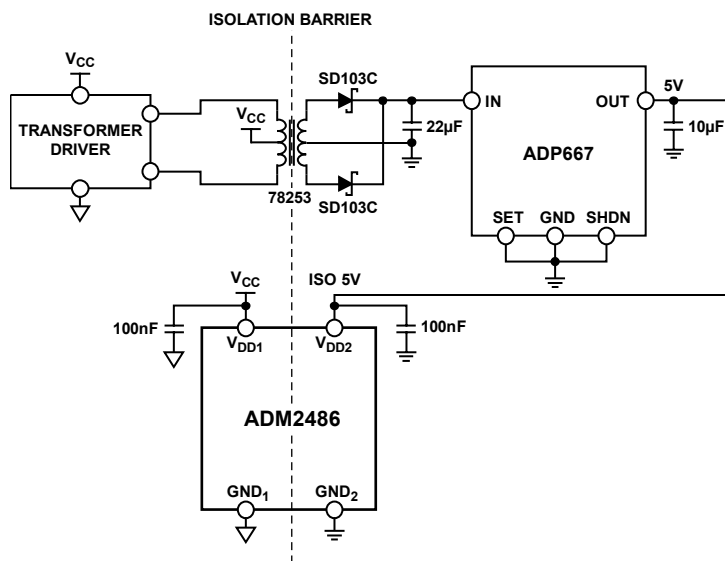 ISOLATION BARRIER
VCC
TRANSFORMER
DRIVER
VCC
78253
SD103C
SD103C
22µF
IN
OUT
ADP667
SET
GND
SHDN
5V
10µF
VCC
ISO 5V
100nF
100nF
VDD1
VDD2
ADM2486
GND1
GND2